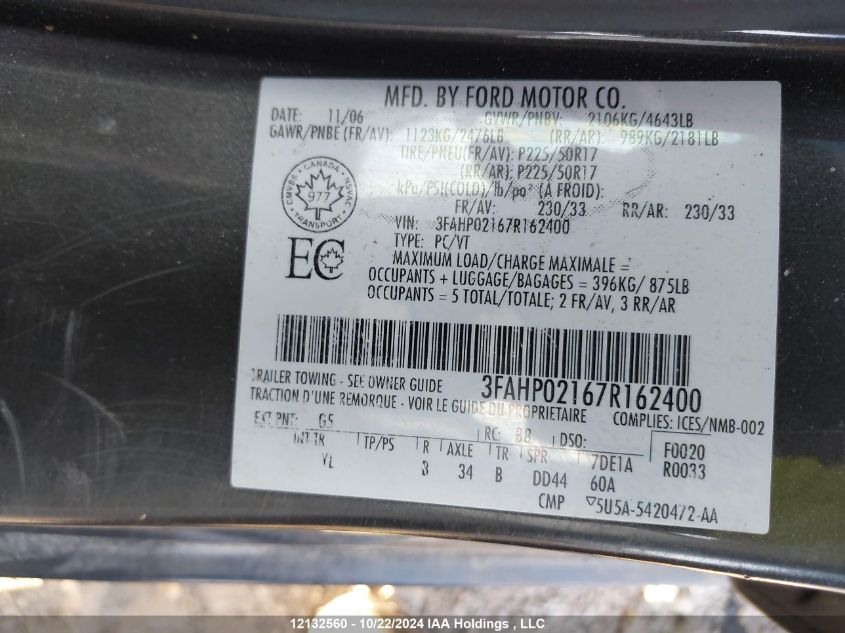 MFD. BY FORD MOTOR CO.
DATE: 11/06 GVWR/PNBV: 2106KG/4643LB
GAWR/PNBE (FR/AV): 1123KG/2476LB (RR/AR): 989KG/2181LB
TIRE/PNEU(FR/AV): P225/50R17
(RR/AR): P225/50R17
kPa/PSI(COLD)/lb/po² (A FROID):
FR/AV: 230/33 RR/AR: 230/33
VIN: 3FAHP02167R162400
TYPE: PC/VT
MAXIMUM LOAD/CHARGE MAXIMALE =
OCCUPANTS + LUGGAGE/BAGAGES = 396KG/ 875LB
OCCUPANTS = 5 TOTAL/TOTALE; 2 FR/AV, 3 RR/AR
CANADA
CMVSS NSVAC
977
TRANSPORT
EC
3FAHP02167R162400
TRAILER TOWING - SEE OWNER GUIDE
TRACTION D'UNE REMORQUE - VOIR LE GUIDE DU PROPRIETAIRE
COMPLIES: ICES/NMB-002
EXT PNT: G5 RC: B8 DSO: F0020
INT TR TP/PS R AXLE TR SPR 7DE1A R0033
3 34 B DD44 60A
CMP ▽5U5A-5420472-AA
12132560 - 10/22/2024 IAA Holdings , LLC